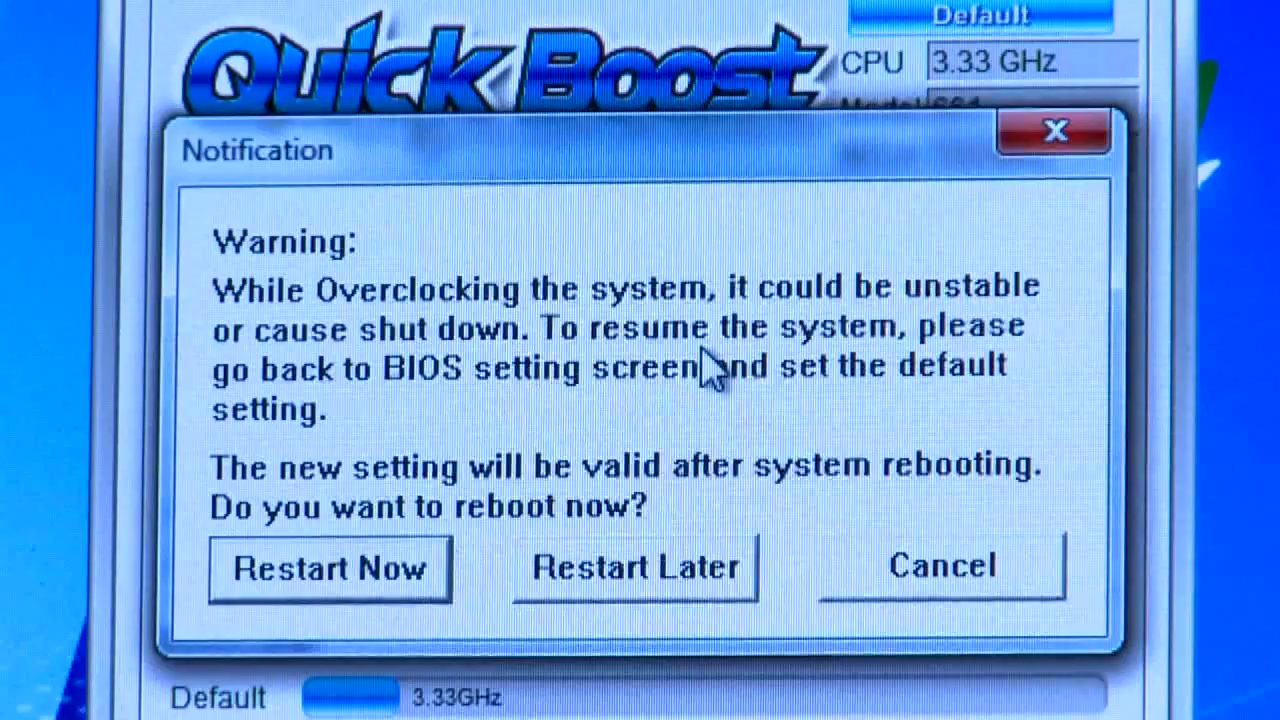 Default
Quick Boost
CPU 3.33 GHz
Notification
Warning:
While Overclocking the system, it could be unstable
or cause shut down. To resume the system, please
go back to BIOS setting screen and set the default
setting.
The new setting will be valid after system rebooting.
Do you want to reboot now?
Restart Now
Restart Later
Cancel
Default 3.33GHz